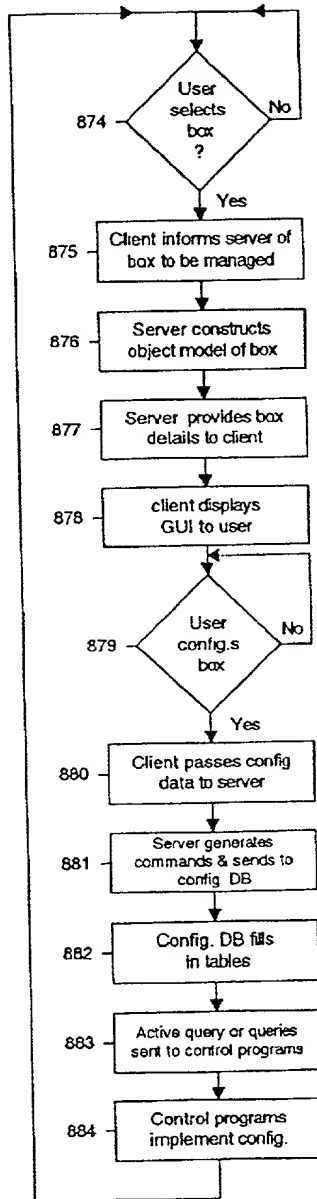 User
selects
box
?
No
874
Yes
875
Client informs server of
box to be managed
876
Server constructs
object model of box
877
Server provides box
details to client
878
client displays
GUI to user
879
User
config.s
box
No
Yes
880
Client passes config
data to server
881
Server generates
commands & sends to
config DB
882
Config. DB fills
in tables
883
Active query or queries
sent to control programs
884
Control programs
implement config.